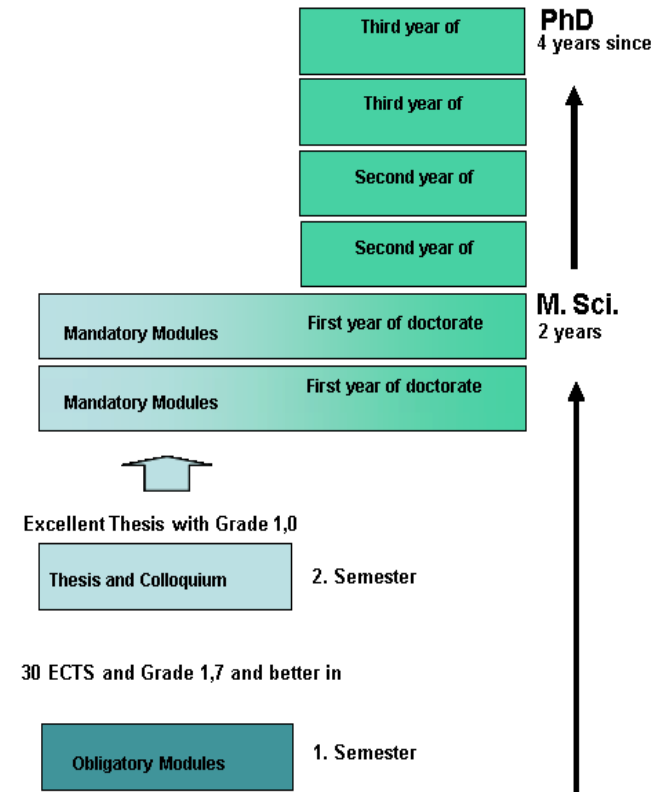 Third year of
PhD
4 years since
Third year of
Second year of
Second year of
M. Sci.
2 years
Mandatory Modules
First year of doctorate
Mandatory Modules
First year of doctorate
Excellent Thesis with Grade 1,0
Thesis and Colloquium
2. Semester
30 ECTS and Grade 1,7 and better in
Obligatory Modules
1. Semester